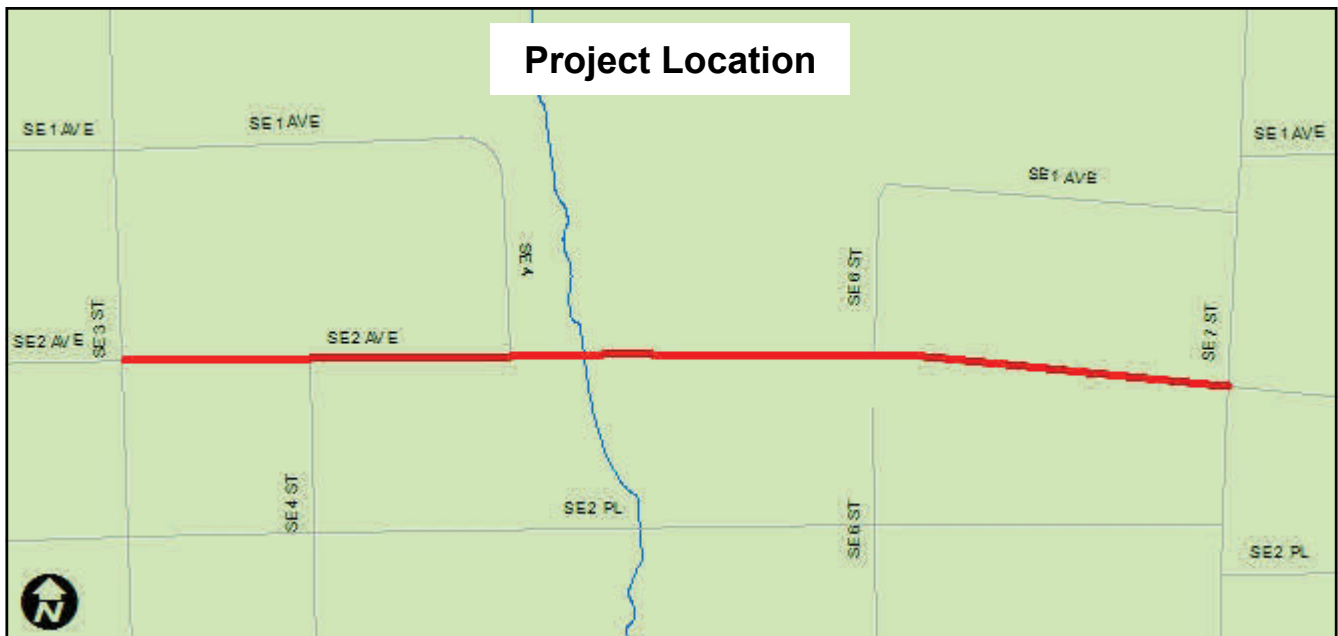 Project Location
SE 1 AVE
SE 1 AVE
SE 1 AVE
SE 1 AVE
SE 4
SE 6 ST
SE 3 ST
SE 2 AVE
SE 2 AVE
SE 7 ST
SE 4 ST
SE 2 PL
SE 6 ST
SE 2 PL
N